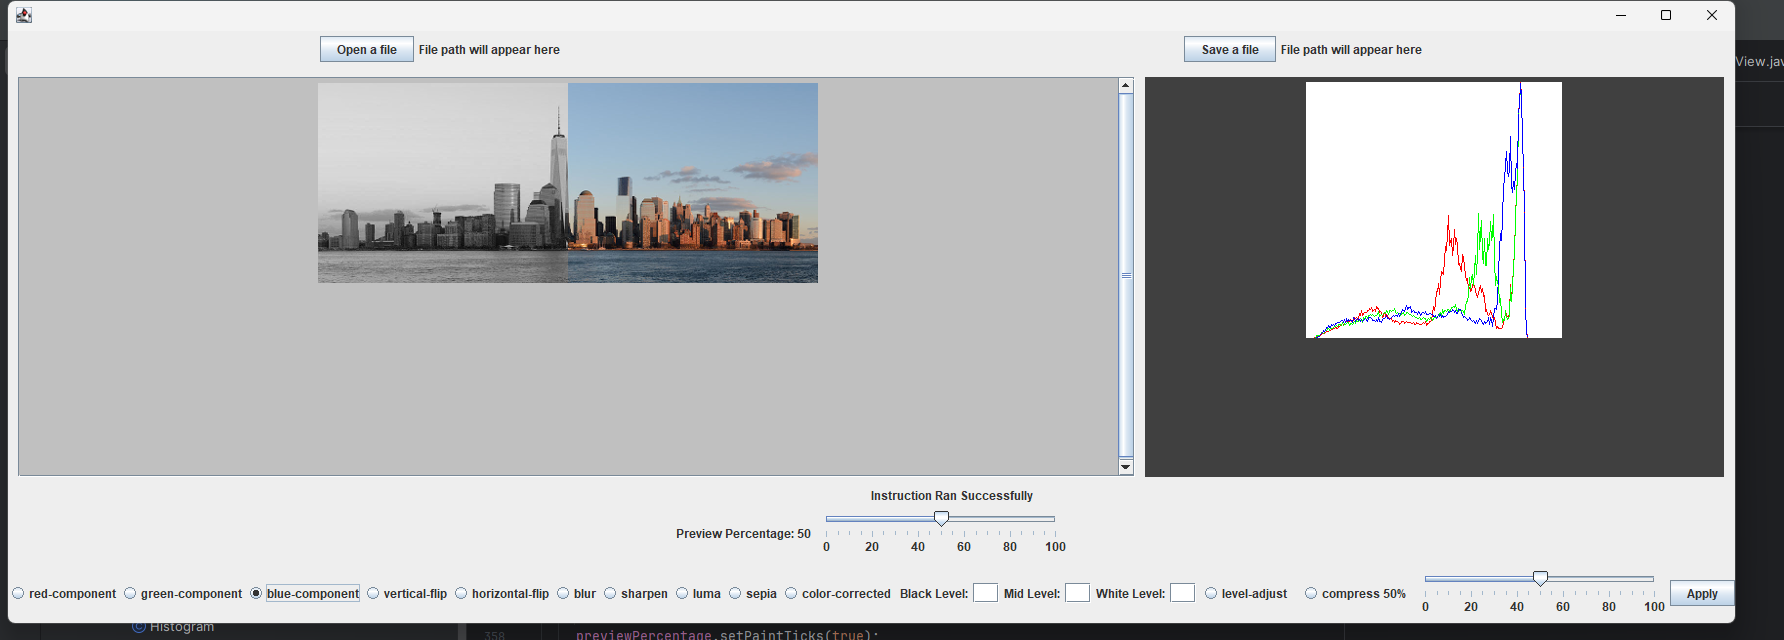 Open a file File path will appear here Save a file File path will appear here
View.jav
Instruction Ran Successfully
Preview Percentage: 50
0 20 40 60 80 100
red-component green-component blue-component vertical-flip horizontal-flip blur sharpen luma sepia color-corrected Black Level: Mid Level: White Level: level-adjust compress 50% Apply
0 20 40 60 80 100
Histogram
358 previewPercentage.setPaintTicks(true);